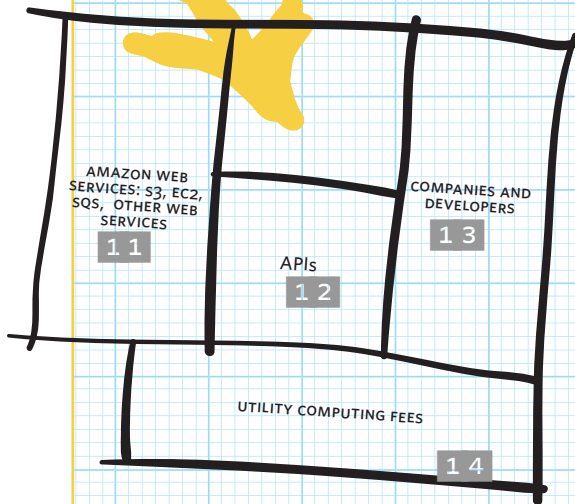 AMAZON WEB
SERVICES: S3, EC2,
SQS, OTHER WEB
SERVICES
11
APIs
12
COMPANIES AND
DEVELOPERS
13
UTILITY COMPUTING FEES
14